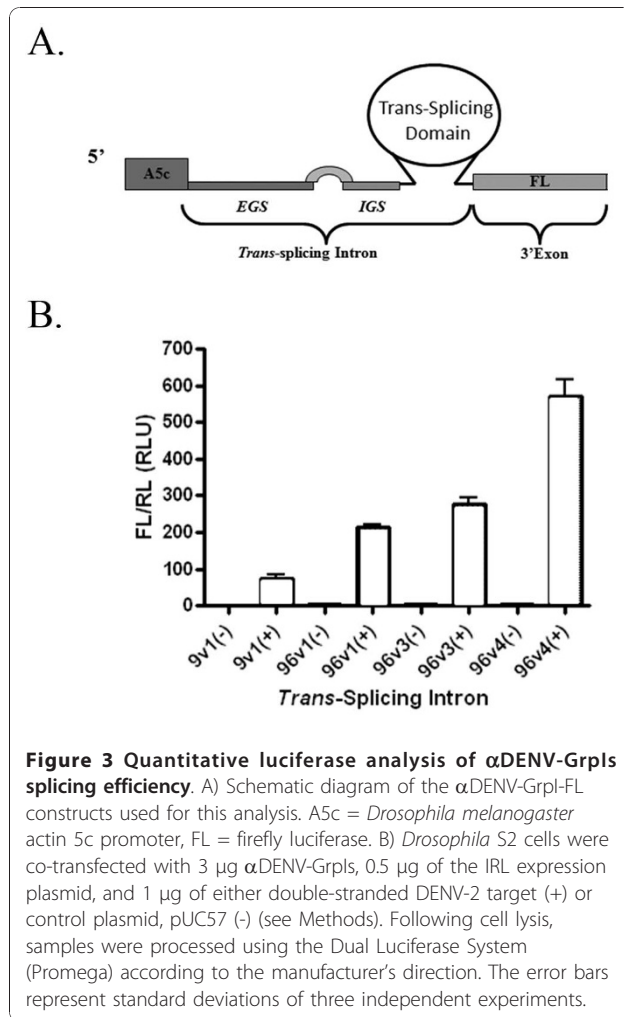 A.
Trans-Splicing
Domain
5'
A5c
FL
EGS
IGS
Trans-splicing Intron
3'Exon
B.
700
600
500
400
300
200
100
0
FL/RL (RLU)
9v1(-)
9v1(+)
96v1(-)
96v1(+)
96v3(-)
96v3(+)
96v4(-)
96v4(+)
Trans-Splicing Intron
Figure 3 Quantitative luciferase analysis of αDENV-GrpIs
splicing efficiency. A) Schematic diagram of the αDENV-GrpI-FL
constructs used for this analysis. A5c = Drosophila melanogaster
actin 5c promoter, FL = firefly luciferase. B) Drosophila S2 cells were
co-transfected with 3 μg αDENV-GrpIs, 0.5 μg of the IRL expression
plasmid, and 1 μg of either double-stranded DENV-2 target (+) or
control plasmid, pUC57 (-) (see Methods). Following cell lysis,
samples were processed using the Dual Luciferase System
(Promega) according to the manufacturer's direction. The error bars
represent standard deviations of three independent experiments.